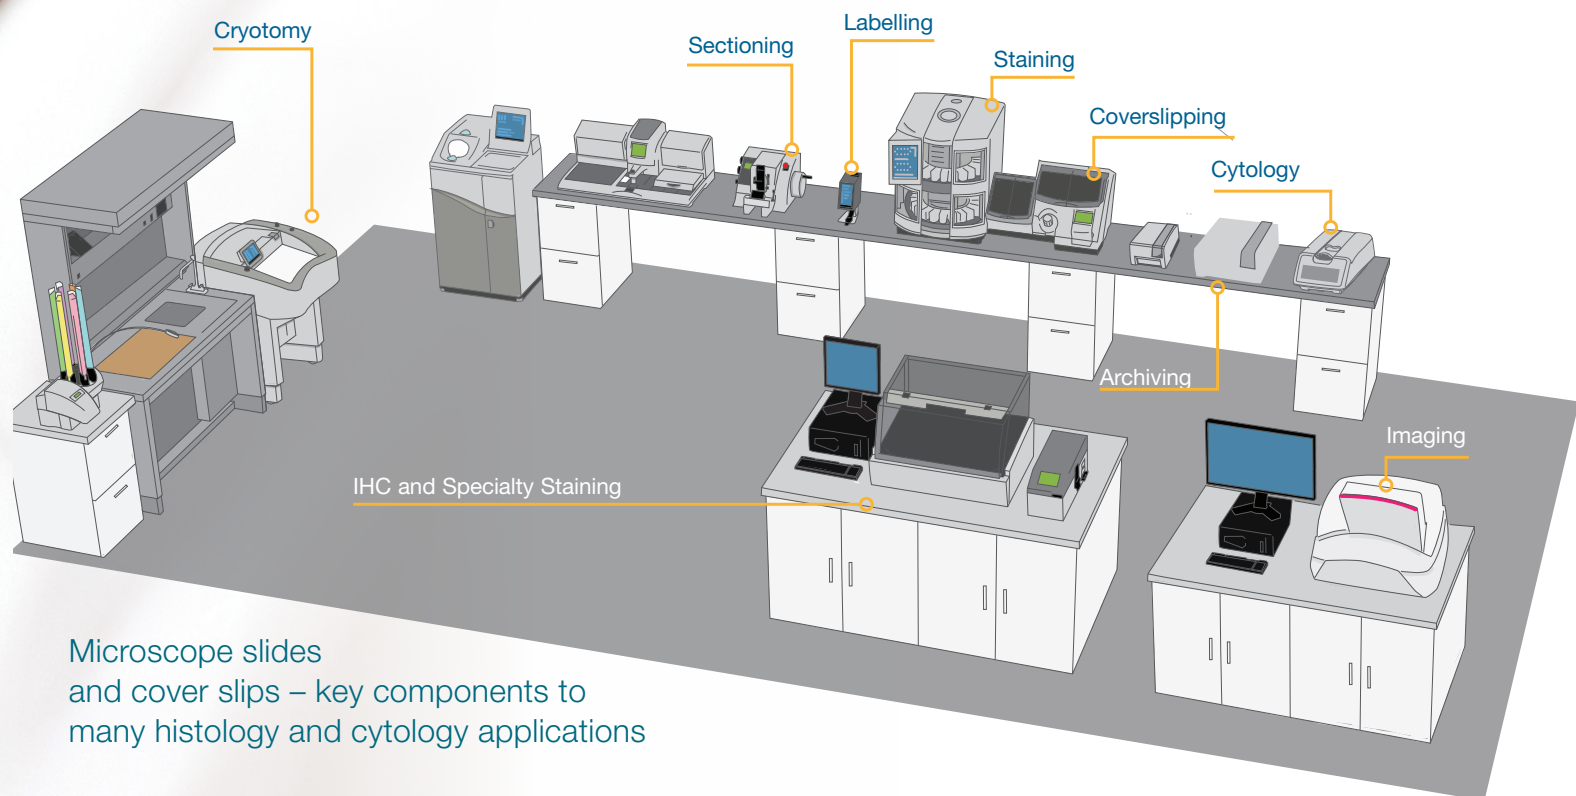 Cryotomy
Labelling
Sectioning
Staining
Coverslipping
Cytology
Archiving
Imaging
IHC and Specialty Staining
Microscope slides
and cover slips – key components to
many histology and cytology applications